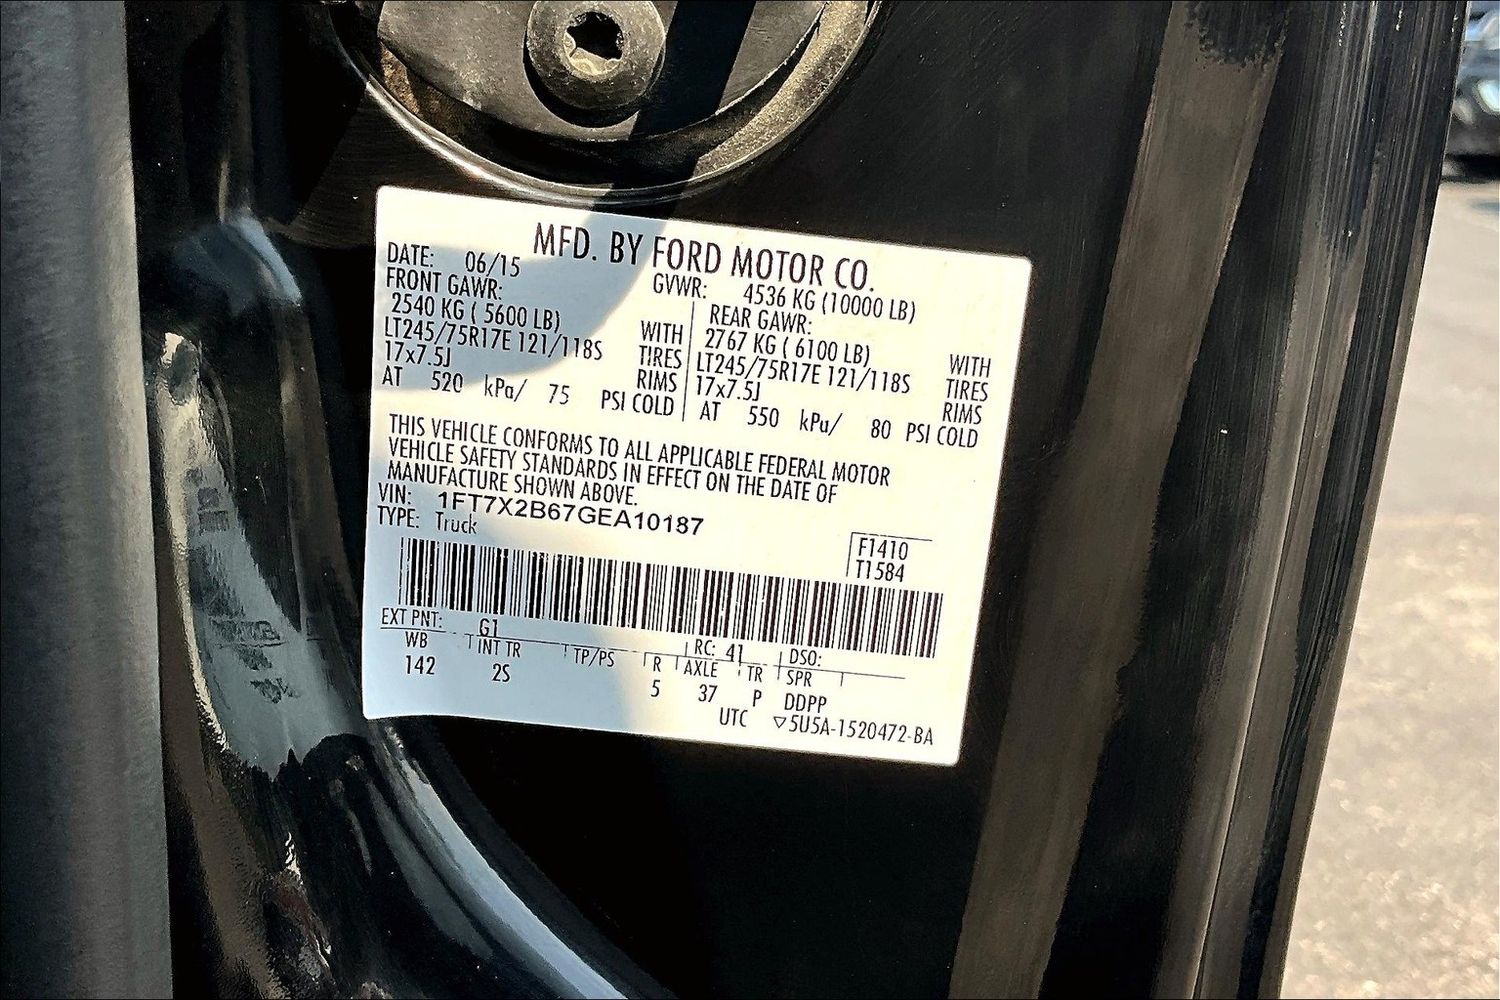 MFD. BY FORD MOTOR CO.
DATE: 06/15 GVWR: 4536 KG (10000 LB)
FRONT GAWR: REAR GAWR:
2540 KG ( 5600 LB) WITH 2767 KG ( 6100 LB) WITH
LT245/75R17E 121/118S TIRES LT245/75R17E 121/118S TIRES
17x7.5J RIMS 17x7.5J RIMS
AT 520 kPa/ 75 PSI COLD AT 550 kPa/ 80 PSI COLD
THIS VEHICLE CONFORMS TO ALL APPLICABLE FEDERAL MOTOR
VEHICLE SAFETY STANDARDS IN EFFECT ON THE DATE OF
MANUFACTURE SHOWN ABOVE.
VIN: 1FT7X2B67GEA10187
TYPE: Truck
F1410
T1584
EXT PNT: G1 RC: 41 DSO:
WB INT TR TP/PS R AXLE TR SPR
142 2S 5 37 P DDPP
UTC ▽5U5A-1520472-BA